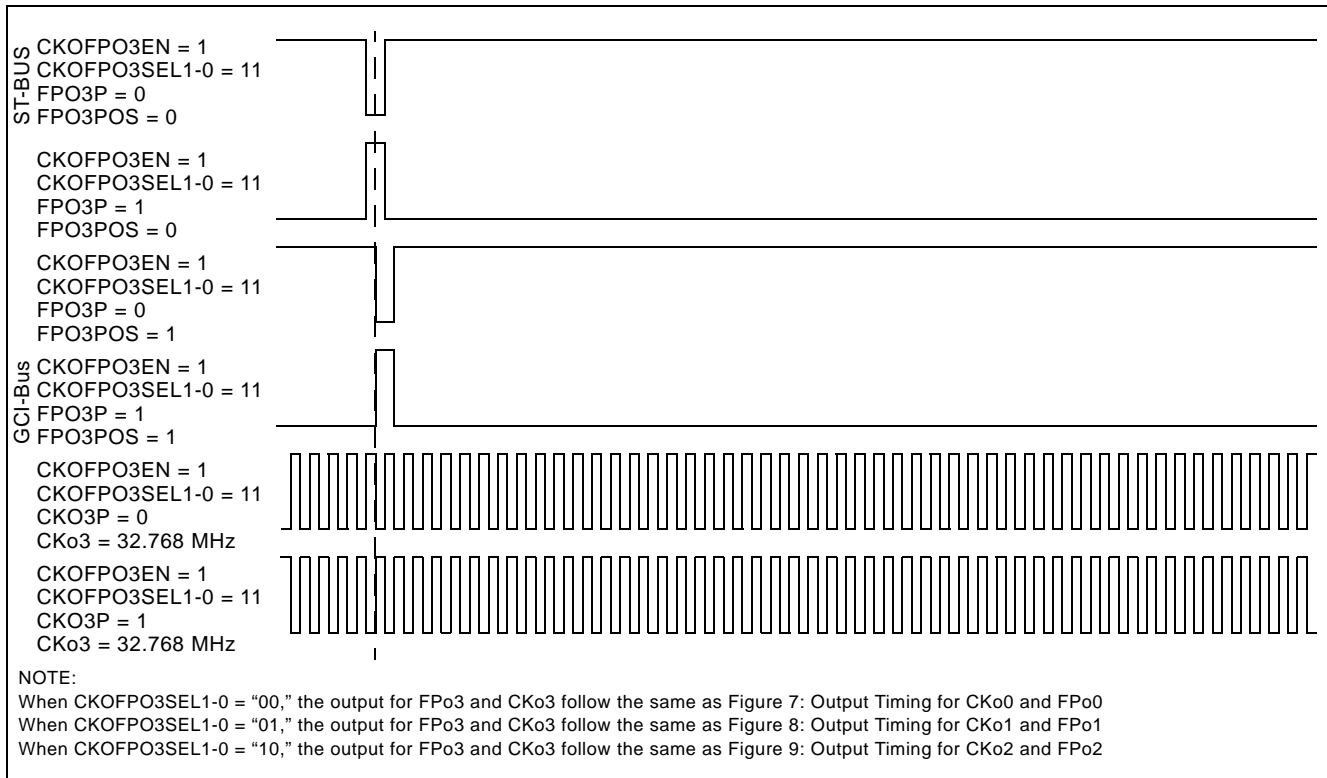 ST-BUS
CKOFPO3EN = 1
CKOFPO3SEL1-0 = 11
FPO3P = 0
FPO3POS = 0
CKOFPO3EN = 1
CKOFPO3SEL1-0 = 11
FPO3P = 1
FPO3POS = 0
CKOFPO3EN = 1
CKOFPO3SEL1-0 = 11
FPO3P = 0
FPO3POS = 1
GCI-Bus
CKOFPO3EN = 1
CKOFPO3SEL1-0 = 11
FPO3P = 1
FPO3POS = 1
CKOFPO3EN = 1
CKOFPO3SEL1-0 = 11
CKO3P = 0
CKo3 = 32.768 MHz
CKOFPO3EN = 1
CKOFPO3SEL1-0 = 11
CKO3P = 1
CKo3 = 32.768 MHz
NOTE:
When CKOFPO3SEL1-0 = “00,” the output for FPo3 and CKo3 follow the same as Figure 7: Output Timing for CKo0 and FPo0
When CKOFPO3SEL1-0 = “01,” the output for FPo3 and CKo3 follow the same as Figure 8: Output Timing for CKo1 and FPo1
When CKOFPO3SEL1-0 = “10,” the output for FPo3 and CKo3 follow the same as Figure 9: Output Timing for CKo2 and FPo2